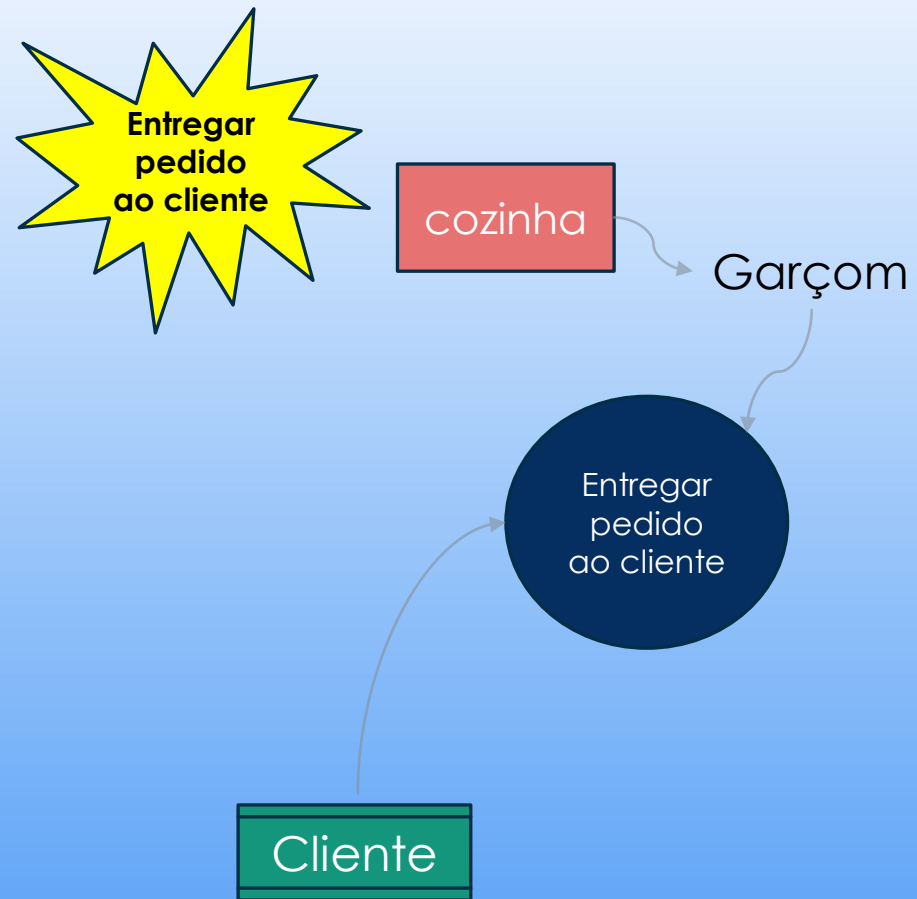 Entregar
pedido
ao cliente
cozinha
Garçom
Entregar
pedido
ao cliente
Cliente